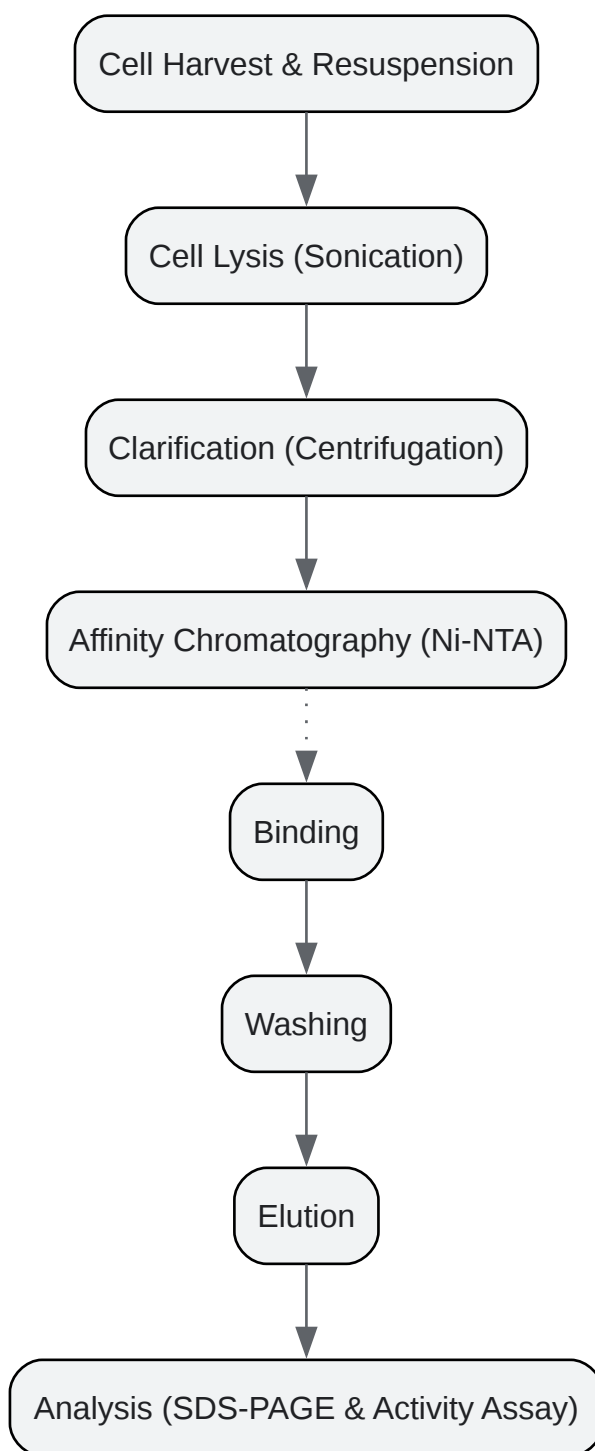 Cell Harvest & Resuspension
Cell Lysis (Sonication)
Clarification (Centrifugation)
Affinity Chromatography (Ni-NTA)
Binding
Washing
Elution
Analysis (SDS-PAGE & Activity Assay)